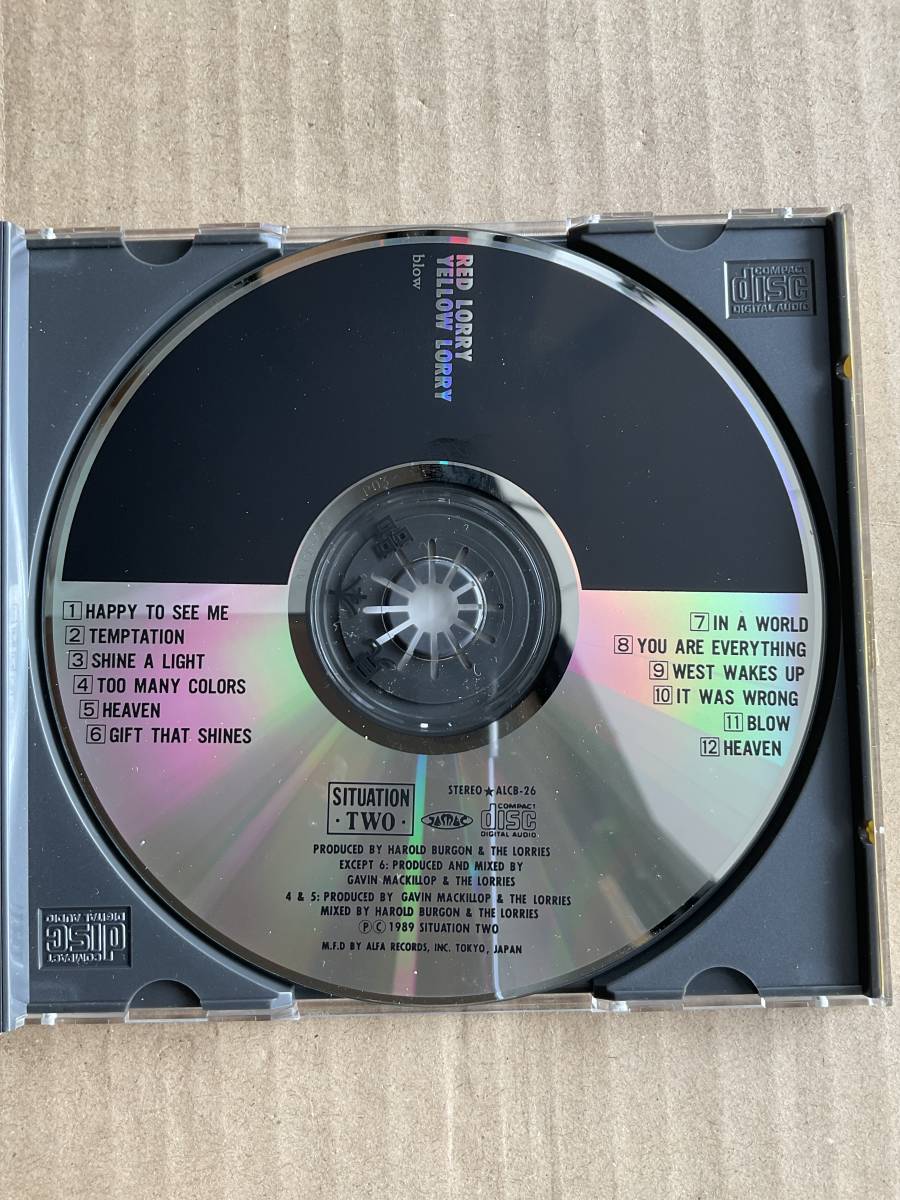 RED LORRY
YELLOW LORRY
blow
COMPACT
disc
DIGITAL AUDIO
1 HAPPY TO SEE ME
2 TEMPTATION
3 SHINE A LIGHT
4 TOO MANY COLORS
5 HEAVEN
6 GIFT THAT SHINES
7 IN A WORLD
8 YOU ARE EVERYTHING
9 WEST WAKES UP
10 IT WAS WRONG
11 BLOW
12 HEAVEN
SITUATION
·TWO·
STEREO★ALCB-26
JASRAC
COMPACT
disc
DIGITAL AUDIO
PRODUCED BY HAROLD BURGON & THE LORRIES
EXCEPT 6: PRODUCED AND MIXED BY
GAVIN MACKILLOP & THE LORRIES
4 & 5: PRODUCED BY GAVIN MACKILLOP & THE LORRIES
MIXED BY HAROLD BURGON & THE LORRIES
ⓅⒸ 1989 SITUATION TWO
M.F.D BY ALFA RECORDS, INC. TOKYO, JAPAN
COMPACT
disc
DIGITAL AUDIO